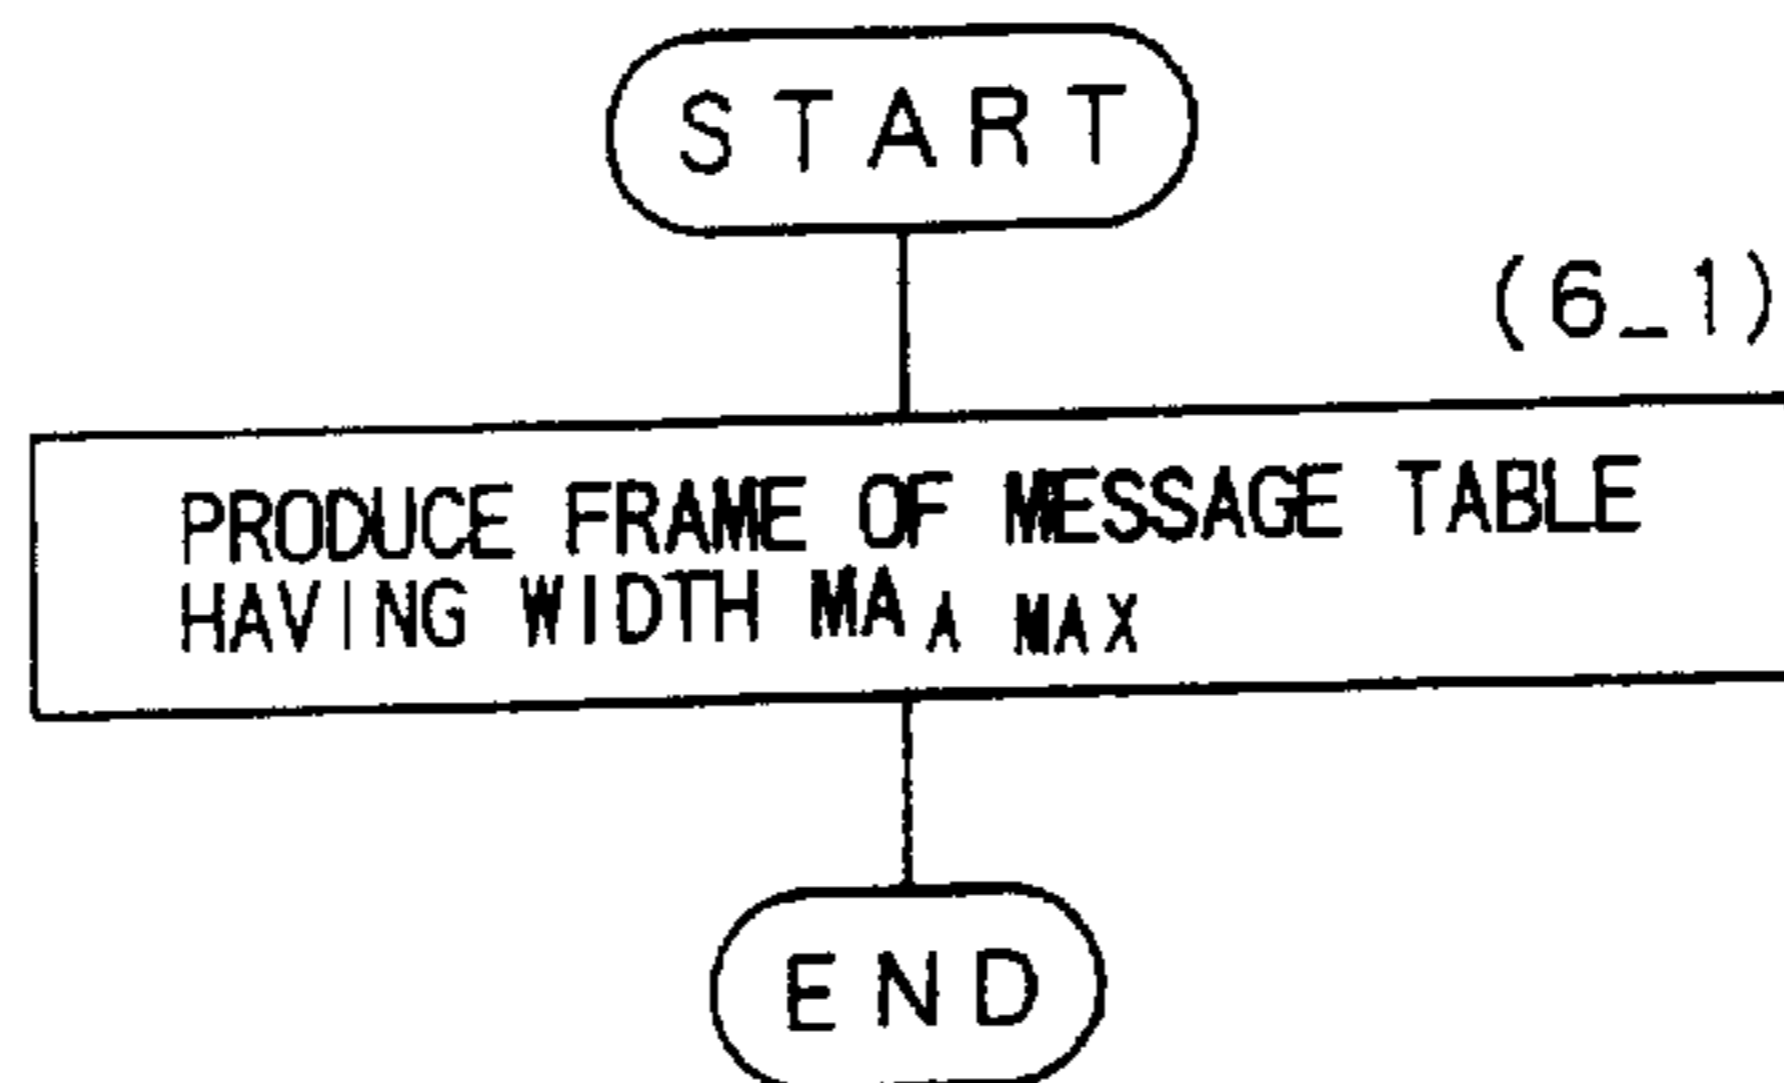 START
(6_1)
PRODUCE FRAME OF MESSAGE TABLE
HAVING WIDTH MA A MAX
END